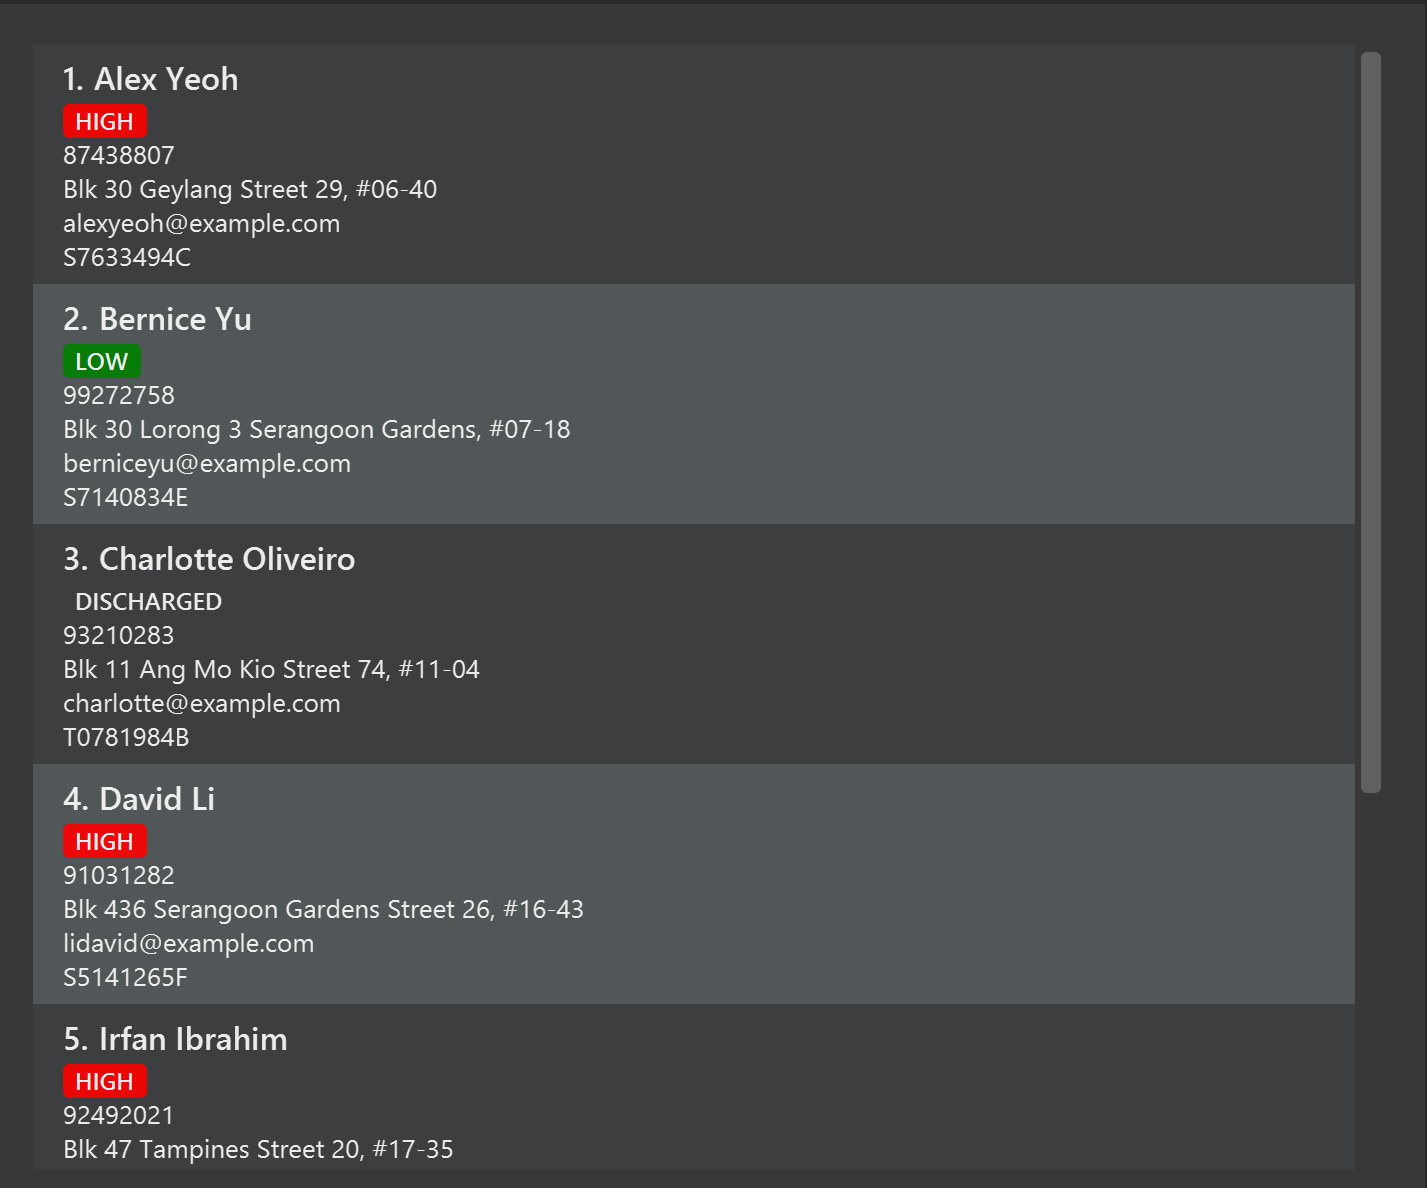 1. Alex Yeoh
HIGH
87438807
Blk 30 Geylang Street 29, #06-40
alexyeoh@example.com
S7633494C
2. Bernice Yu
LOW
99272758
Blk 30 Lorong 3 Serangoon Gardens, #07-18
berniceyu@example.com
S7140834E
3. Charlotte Oliveiro
DISCHARGED
93210283
Blk 11 Ang Mo Kio Street 74, #11-04
charlotte@example.com
T0781984B
4. David Li
HIGH
91031282
Blk 436 Serangoon Gardens Street 26, #16-43
lidavid@example.com
S5141265F
5. Irfan Ibrahim
HIGH
92492021
Blk 47 Tampines Street 20, #17-35